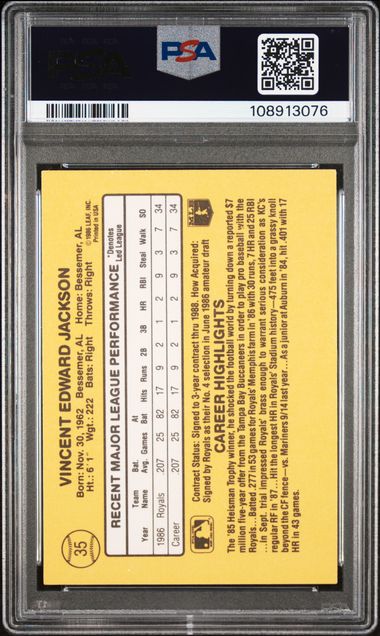 PSA
108913076
35
VINCENT EDWARD JACKSON
Born: Nov. 30, 1962 Bessemer, AL Home: Bessemer, AL
Ht.: 6'1" Wgt.: 222 Bats: Right Throws: Right
© 1986 LEAF, INC.
Printed in USA
RECENT MAJOR LEAGUE PERFORMANCE
*Denotes
Led League
Year Team Name Bat. Avg. Games At Bat Hits Runs 2B 3B HR RBI Steal Walk SO
1986 Royals .207 25 82 17 9 2 1 2 9 3 7 34
Career .207 25 82 17 9 2 1 2 9 3 7 34
Contract Status: Signed to 3-year contract thru 1988. How Acquired:
Signed by Royals as their No. 4 selection in June 1986 amateur draft
CAREER HIGHLIGHTS
The '85 Heisman Trophy winner, he shocked the football world by turning down a reported $7
million five-year offer from the Tampa Bay Buccaneers in order to play pro baseball with the
Royals...Batted .277 in 53 games for Royals' Memphis farm in '86 with 30 runs, 7 HR and 25 RBI
...In Sept. trial impressed Royals' brass enough to warrant serious consideration as KC's
regular RF in '87...Hit the longest HR in Royals' Stadium history—475 feet into a grassy knoll
beyond the CF fence—vs. Mariners 9/14 last year...As a junior at Auburn in '84, hit .401 with 17
HR in 43 games.